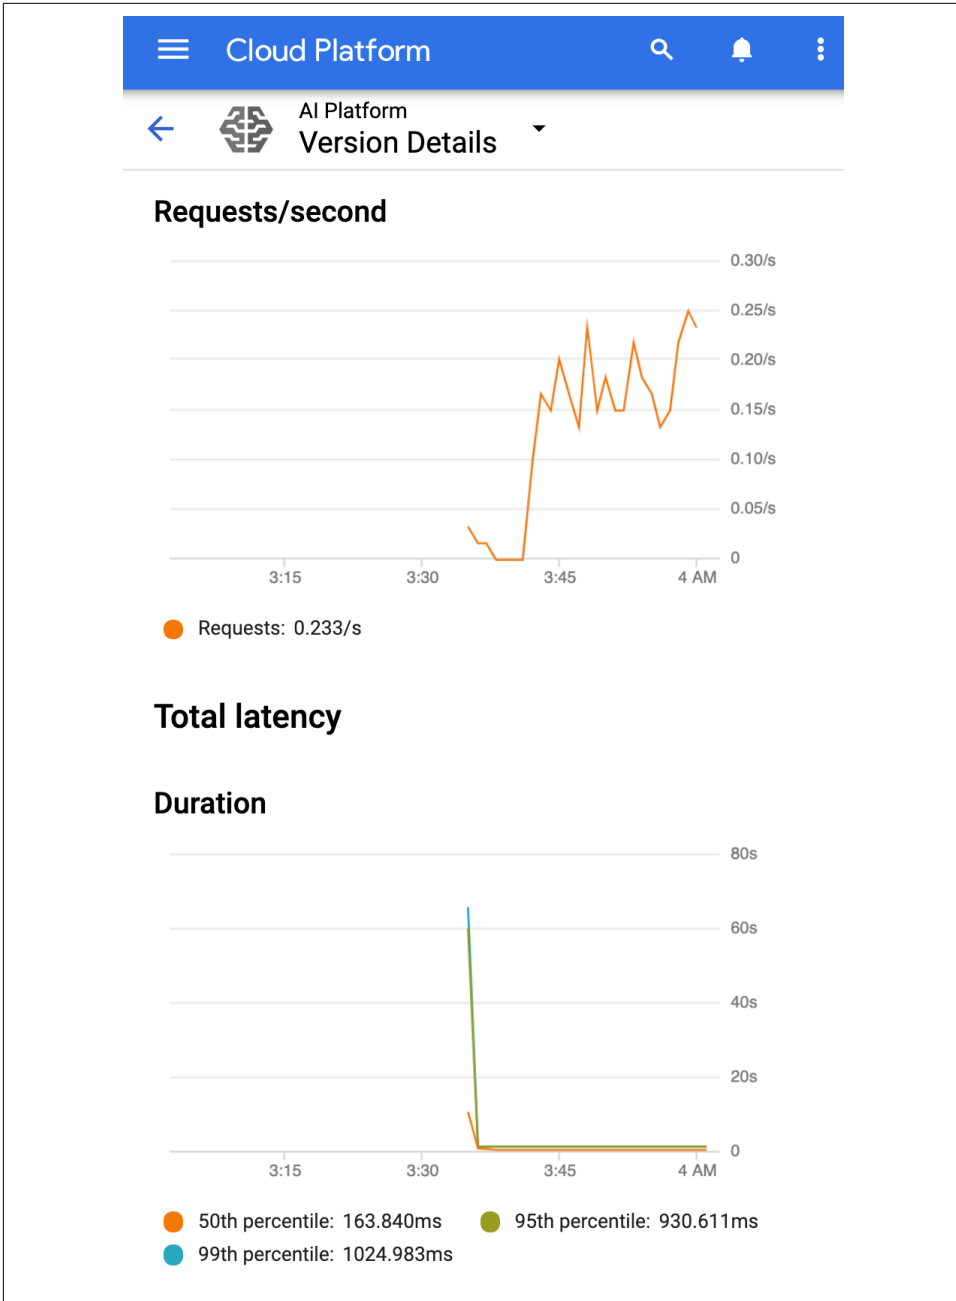 Cloud Platform
AI Platform
Version Details
Requests/second
0.30/s
0.25/s
0.20/s
0.15/s
0.10/s
0.05/s
0
3:15 3:30 3:45 4 AM
Requests: 0.233/s
Total latency
Duration
80s
60s
40s
20s
0
3:15 3:30 3:45 4 AM
50th percentile: 163.840ms 95th percentile: 930.611ms
99th percentile: 1024.983ms